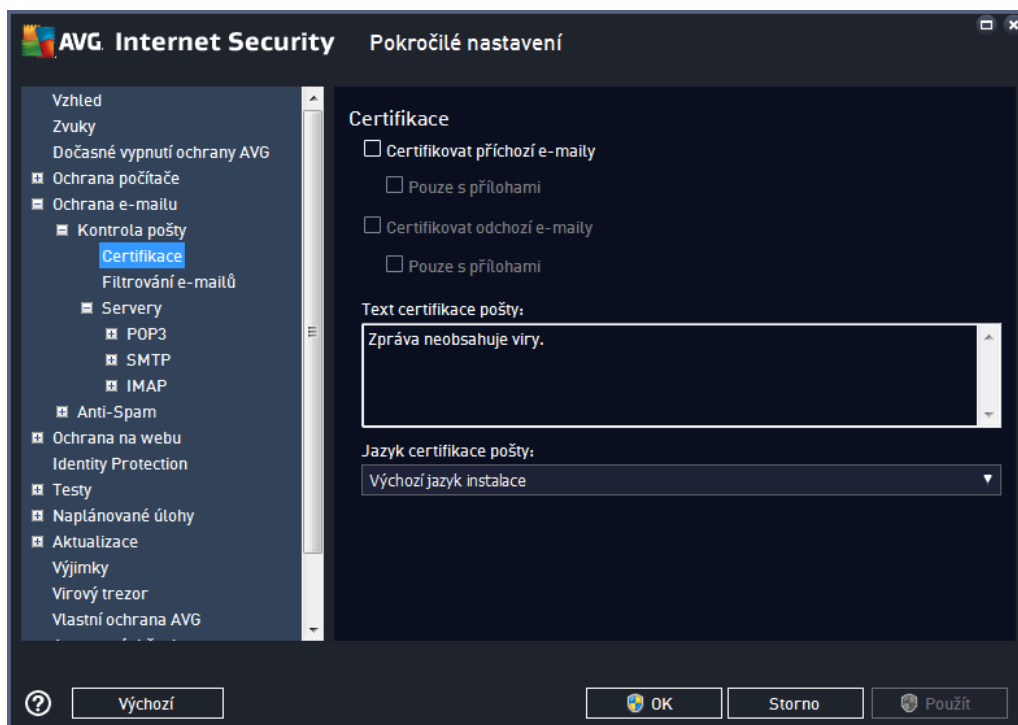 AVG. Internet Security Pokročilé nastavení
Vzhled
Zvuky
Dočasné vypnutí ochrany AVG
Ochrana počítače
Ochrana e-mailu
Kontrola pošty
Certifikace
Filtrování e-mailů
Servery
POP3
SMTP
IMAP
Anti-Spam
Ochrana na webu
Identity Protection
Testy
Naplánované úlohy
Aktualizace
Výjimky
Virový trezor
Vlastní ochrana AVG
Certifikace
Certifikovat příchozí e-maily
Pouze s přílohami
Certifikovat odchozí e-maily
Pouze s přílohami
Text certifikace pošty:
Zpráva neobsahuje viry.
Jazyk certifikace pošty:
Výchozí jazyk instalace
Výchozí OK Storno Použít